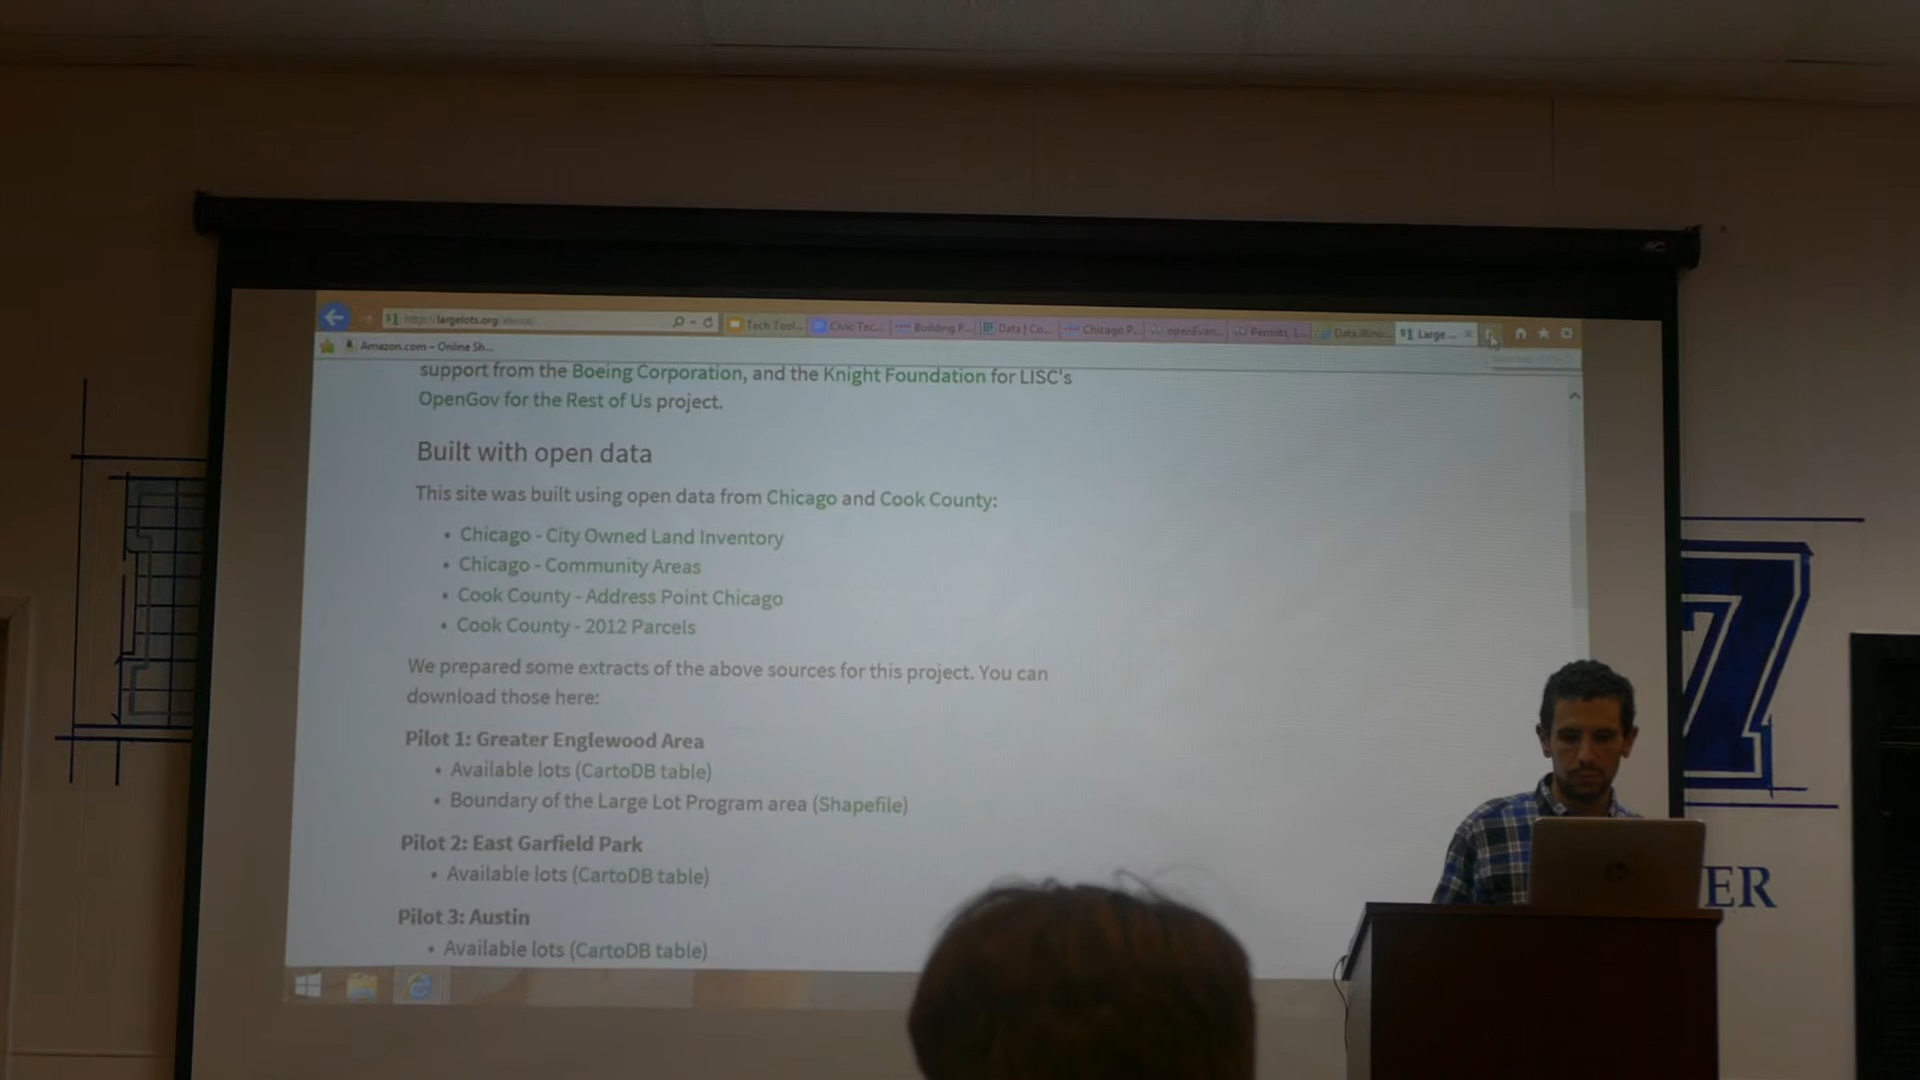 http://largelots.org/about/
Tech Tool...
Civic Tec...
Building P...
Data | Co...
Chicago P...
openEvan...
Permits, L...
Large ...
Amazon.com – Online Sh...
support from the Boeing Corporation, and the Knight Foundation for LISC's
OpenGov for the Rest of Us project.
Built with open data
This site was built using open data from Chicago and Cook County:
• Chicago - City Owned Land Inventory
• Chicago - Community Areas
• Cook County - Address Point Chicago
• Cook County - 2012 Parcels
We prepared some extracts of the above sources for this project. You can
download those here:
Pilot 1: Greater Englewood Area
• Available lots (CartoDB table)
• Boundary of the Large Lot Program area (Shapefile)
Pilot 2: East Garfield Park
• Available lots (CartoDB table)
Pilot 3: Austin
• Available lots (CartoDB table)
7
ER